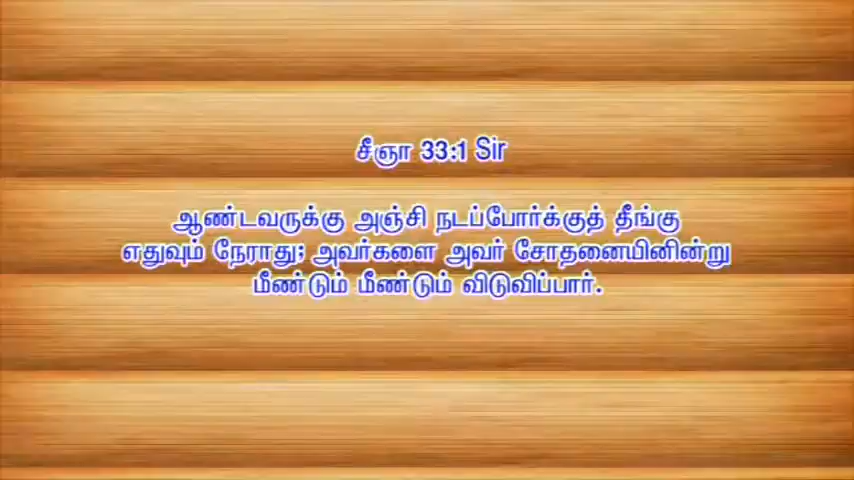 சீஞா 33:1 Sir
ஆண்டவருக்கு அஞ்சி நடப்போர்க்குத் தீங்கு
எதுவும் நேராது; அவர்களை அவர் சோதனையினின்று
மீண்டும் மீண்டும் விடுவிப்பார்.